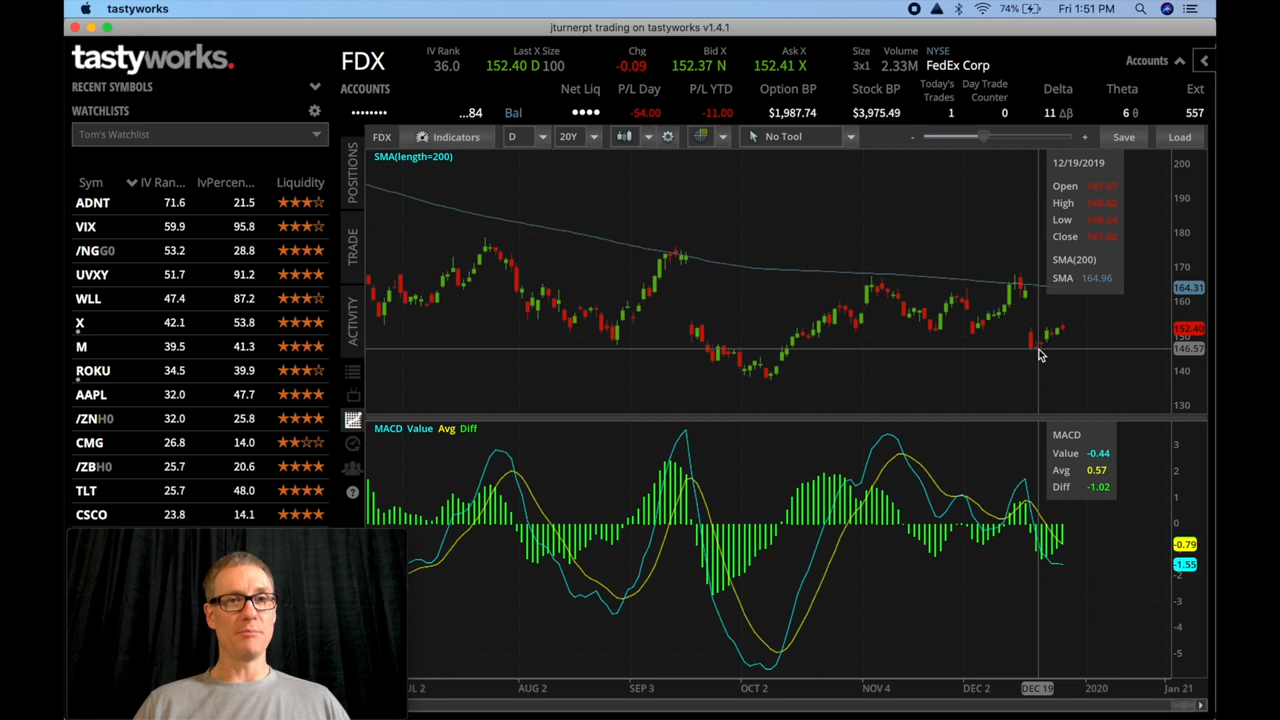 tastyworks
74%
Fri 1:51 PM
jturnerpt trading on tastyworks v1.4.1
tastyworks.
FDX
IV Rank
36.0
Last X Size
152.40 D 100
Chg
-0.09
Bid X
152.37 N
Ask X
152.41 X
Size
3x1
Volume
2.33M
NYSE
FedEx Corp
Accounts
RECENT SYMBOLS
WATCHLISTS
Tom's Watchlist
ACCOUNTS
Net Liq
P/L Day
P/L YTD
Option BP
Stock BP
Today's Trades
Day Trade Counter
Delta
Theta
Ext
...84
Bal
-54.00
-11.00
$1,987.74
$3,975.49
1
0
11 Δβ
6 θ
557
FDX
Indicators
D
20Y
No Tool
-
+
Save
Load
Sym
IV Ran...
IvPercen...
Liquidity
ADNT 71.6 21.5
VIX 59.9 95.8
/NGG0 53.2 28.8
UVXY 51.7 91.2
WLL 47.4 87.2
X 42.1 53.8
M 39.5 41.3
ROKU 34.5 39.9
AAPL 32.0 47.7
/ZNH0 32.0 25.8
CMG 26.8 14.0
/ZBH0 25.7 20.6
TLT 25.7 48.0
CSCO 23.8 14.1
POSITIONS
TRADE
ACTIVITY
SMA(length=200)
12/19/2019
Open
High
Low
Close
SMA(200)
SMA 164.96
200
190
180
170
164.31
160
152.40
150
146.57
140
130
MACD Value Avg Diff
MACD
Value -0.44
Avg 0.57
Diff -1.02
3
2
1
0
-0.79
-1.55
-2
-3
-4
-5
UL 2
AUG 2
SEP 3
OCT 2
NOV 4
DEC 2
DEC 19
2020
Jan 21